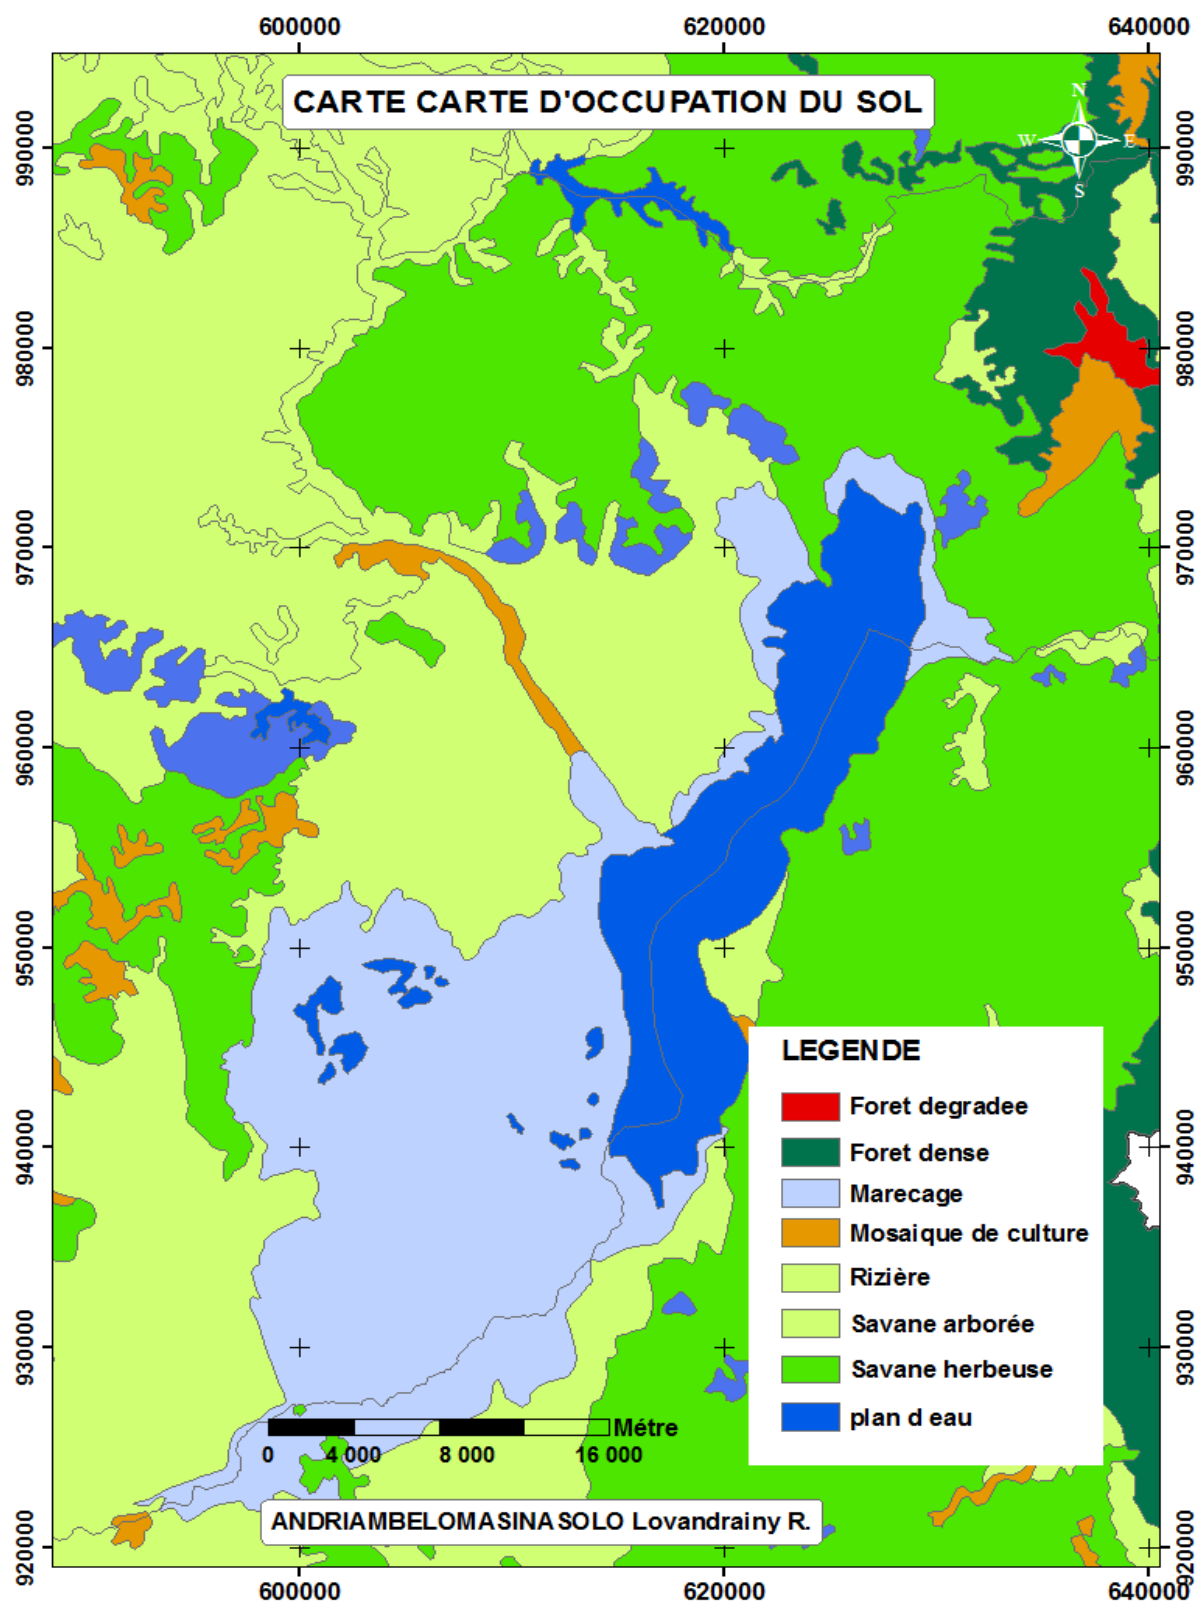 600000 620000 640000
CARTE CARTE D'OCCUPATION DU SOL
N
W E
S
990000 990000
980000 980000
970000 970000
960000 960000
950000 950000
940000 940000
930000 930000
920000 920000
LEGENDE
Foret degradee
Foret dense
Marecage
Mosaique de culture
Rizière
Savane arborée
Savane herbeuse
plan d eau
Métre
0 4 000 8 000 16 000
ANDRIAMBELOMASINASOLO Lovandrainy R.
600000 620000 640000